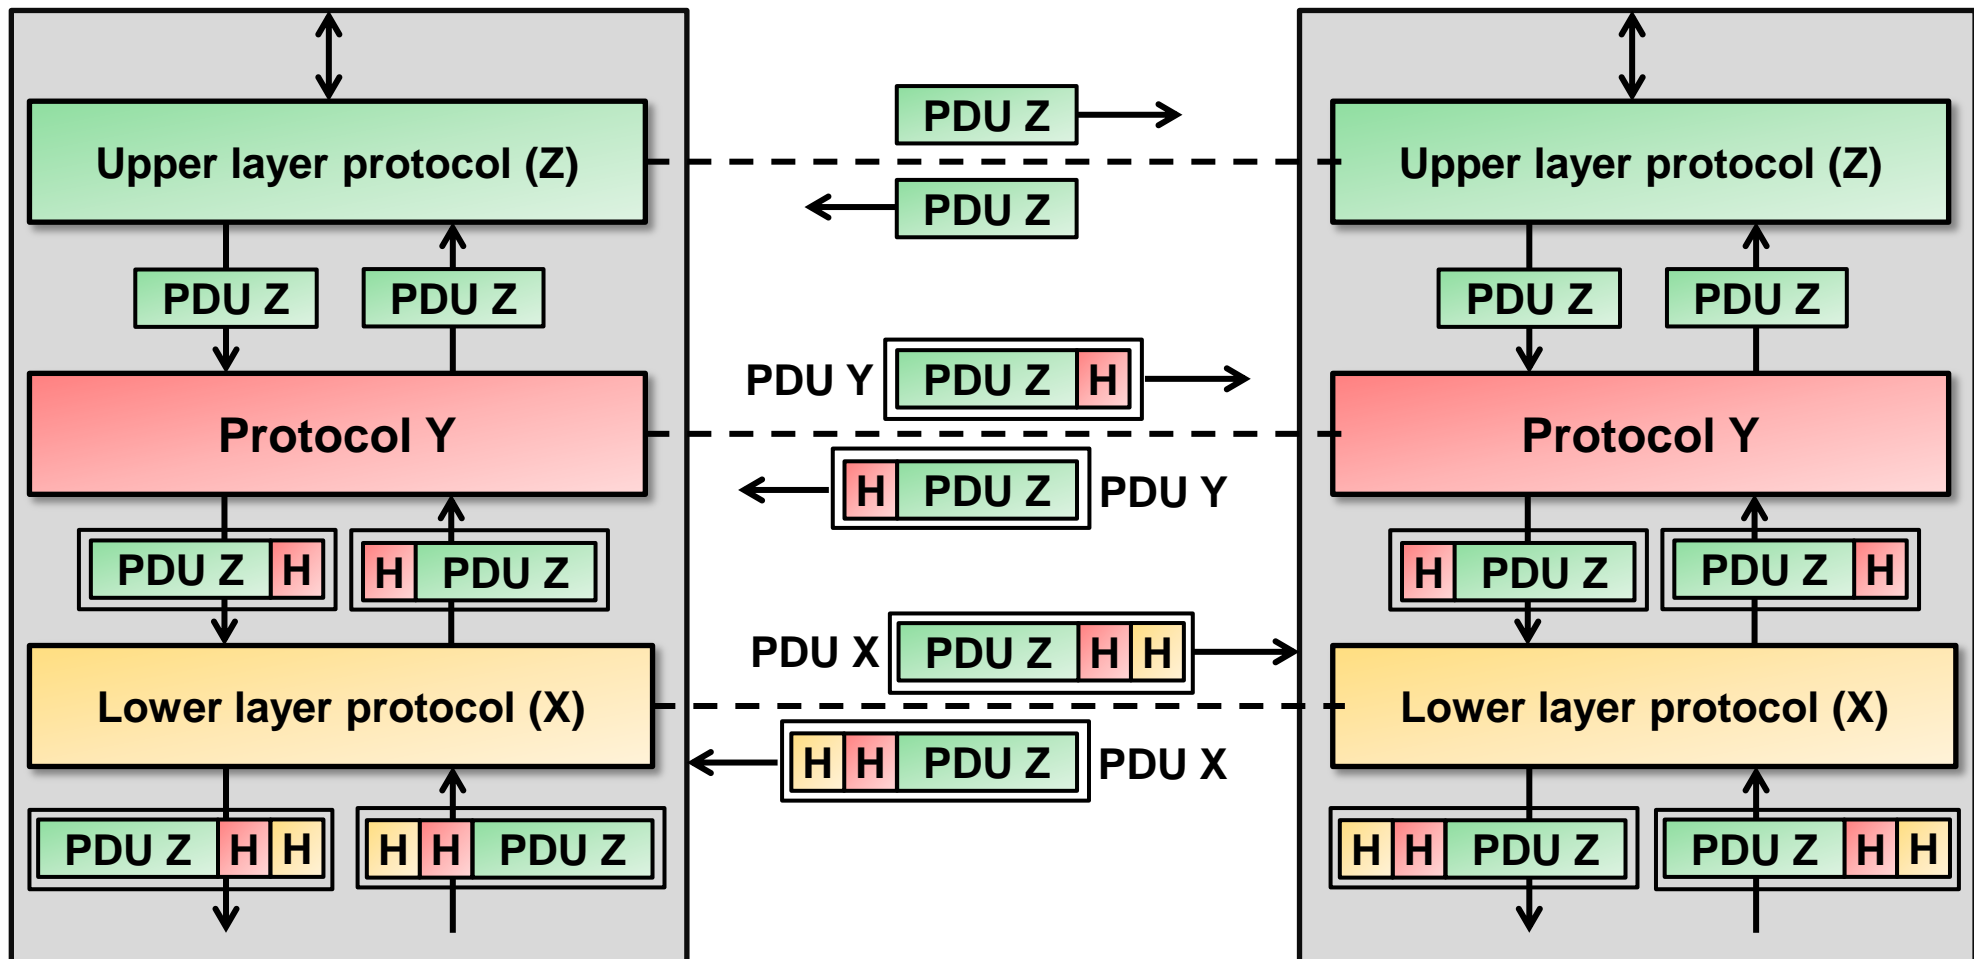 PDU Z
Upper layer protocol (Z)
Upper layer protocol (Z)
PDU Z
PDU Z
PDU Z
PDU Z
PDU Z
PDU Y PDU Z H
Protocol Y
Protocol Y
H PDU Z PDU Y
PDU Z H
H PDU Z
H PDU Z
PDU Z H
PDU X PDU Z H H
Lower layer protocol (X)
Lower layer protocol (X)
H H PDU Z PDU X
PDU Z H H
H H PDU Z
H H PDU Z
PDU Z H H